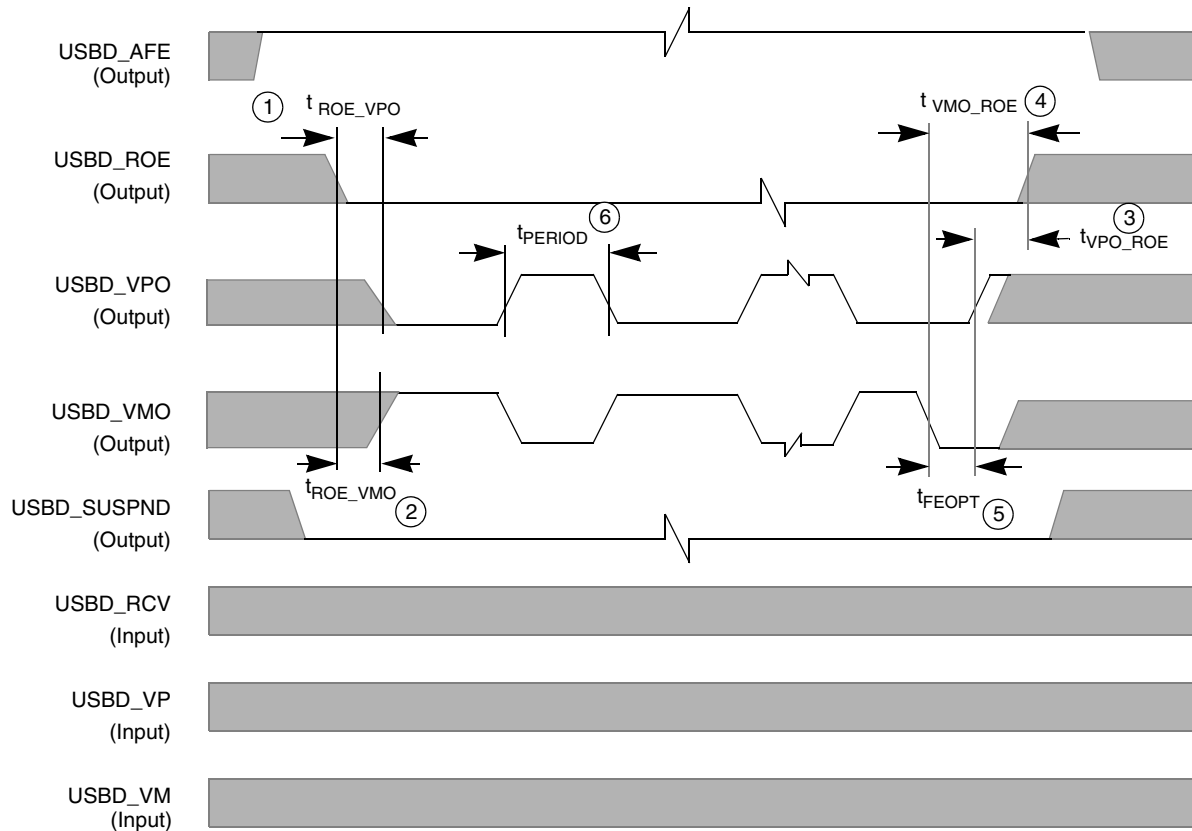 USBD_AFE
(Output)
1
t ROE_VPO
t VMO_ROE
4
USBD_ROE
(Output)
6
tPERIOD
3
tVPO_ROE
USBD_VPO
(Output)
USBD_VMO
(Output)
tROE_VMO
2
tFEOPT
5
USBD_SUSPND
(Output)
USBD_RCV
(Input)
USBD_VP
(Input)
USBD_VM
(Input)